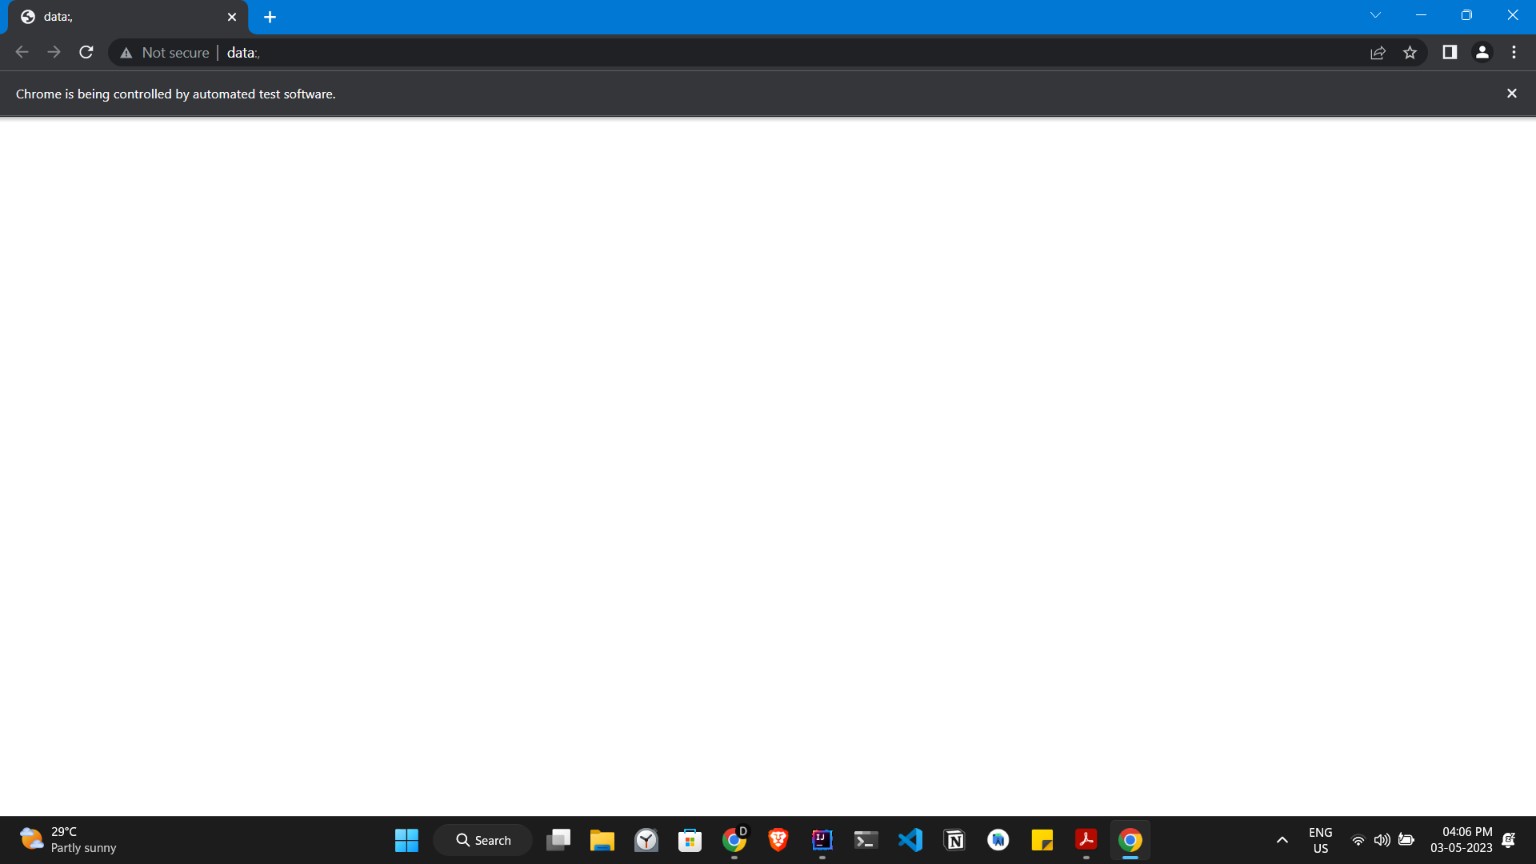 data:,
Not secure | data:,
Chrome is being controlled by automated test software.
29°C
Partly sunny
Search
D
ENG
US
04:06 PM
03-05-2023